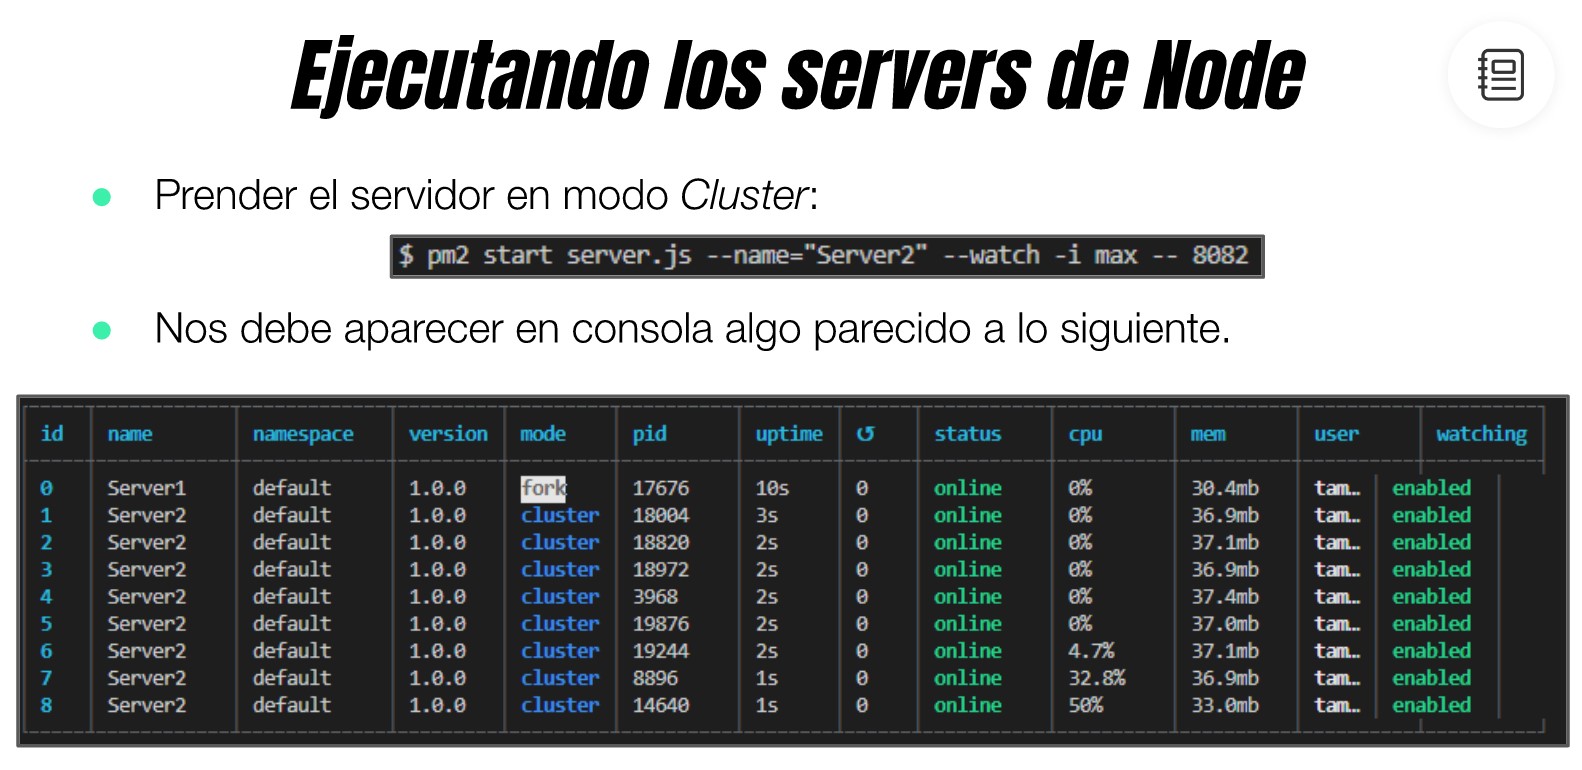 Ejecutando los servers de Node
Prender el servidor en modo Cluster:
$ pm2 start server.js --name="Server2" --watch -i max -- 8082
Nos debe aparecer en consola algo parecido a lo siguiente.
id name namespace version mode pid uptime ↺ status cpu mem user watching
0 Server1 default 1.0.0 fork 17676 10s 0 online 0% 30.4mb tam… enabled
1 Server2 default 1.0.0 cluster 18004 3s 0 online 0% 36.9mb tam… enabled
2 Server2 default 1.0.0 cluster 18820 2s 0 online 0% 37.1mb tam… enabled
3 Server2 default 1.0.0 cluster 18972 2s 0 online 0% 36.9mb tam… enabled
4 Server2 default 1.0.0 cluster 3968 2s 0 online 0% 37.4mb tam… enabled
5 Server2 default 1.0.0 cluster 19876 2s 0 online 0% 37.0mb tam… enabled
6 Server2 default 1.0.0 cluster 19244 2s 0 online 4.7% 37.1mb tam… enabled
7 Server2 default 1.0.0 cluster 8896 1s 0 online 32.8% 36.9mb tam… enabled
8 Server2 default 1.0.0 cluster 14640 1s 0 online 50% 33.0mb tam… enabled